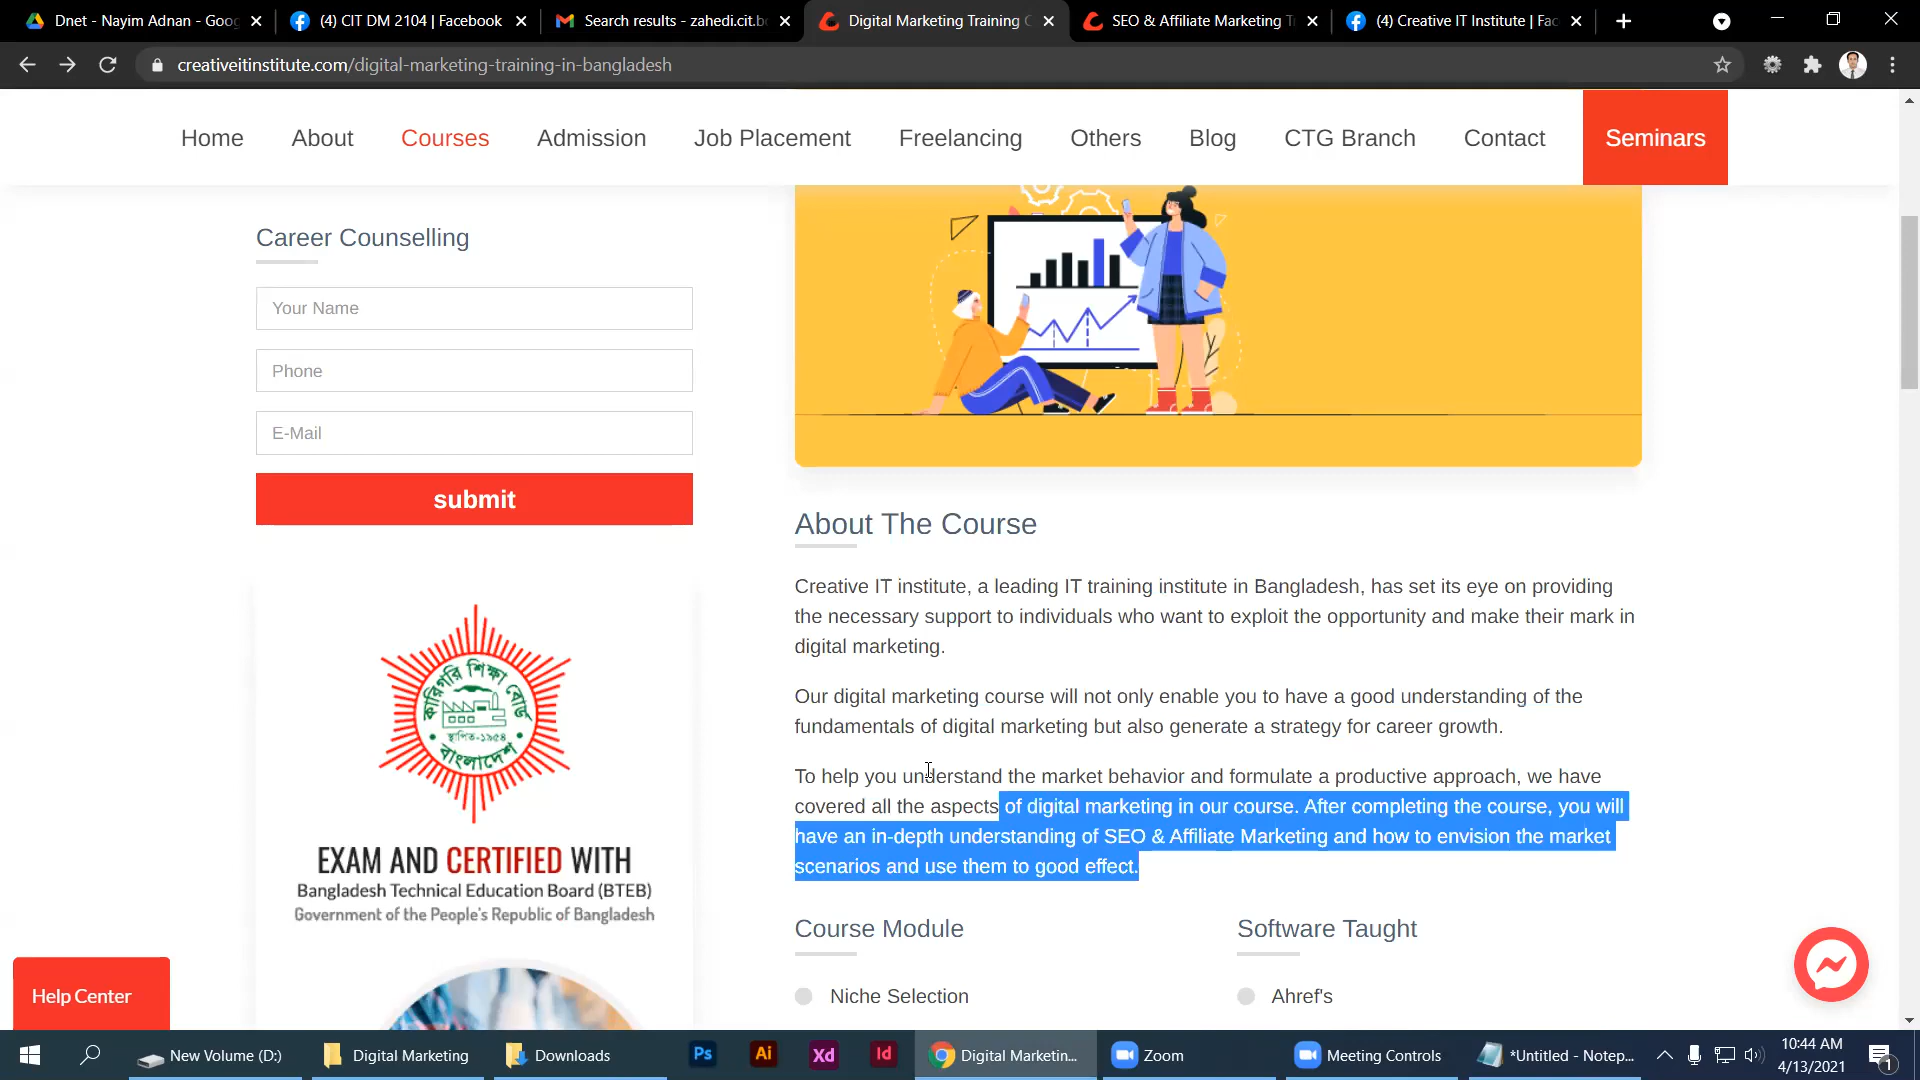 Dnet - Nayim Adnan - Goog
(4) CIT DM 2104 | Facebook
Search results - zahedi.cit.b
Digital Marketing Training C
SEO & Affiliate Marketing T
(4) Creative IT Institute | Fac
creativeitinstitute.com/digital-marketing-training-in-bangladesh
Home
About
Courses
Admission
Job Placement
Freelancing
Others
Blog
CTG Branch
Contact
Seminars
Career Counselling
Your Name
Phone
E-Mail
submit
কারিগরি শিক্ষা বোর্ড
স্থাপিত-১৯৫৪
বাংলাদেশ
EXAM AND CERTIFIED WITH
Bangladesh Technical Education Board (BTEB)
Government of the People's Republic of Bangladesh
Help Center
About The Course
Creative IT institute, a leading IT training institute in Bangladesh, has set its eye on providing
the necessary support to individuals who want to exploit the opportunity and make their mark in
digital marketing.
Our digital marketing course will not only enable you to have a good understanding of the
fundamentals of digital marketing but also generate a strategy for career growth.
To help you understand the market behavior and formulate a productive approach, we have
covered all the aspects of digital marketing in our course. After completing the course, you will
have an in-depth understanding of SEO & Affiliate Marketing and how to envision the market
scenarios and use them to good effect.
Course Module
Niche Selection
Software Taught
Ahref's
New Volume (D:)
Digital Marketing
Downloads
Ps
Ai
Xd
Id
Digital Marketin...
Zoom
Meeting Controls
*Untitled - Notep...
10:44 AM
4/13/2021
1